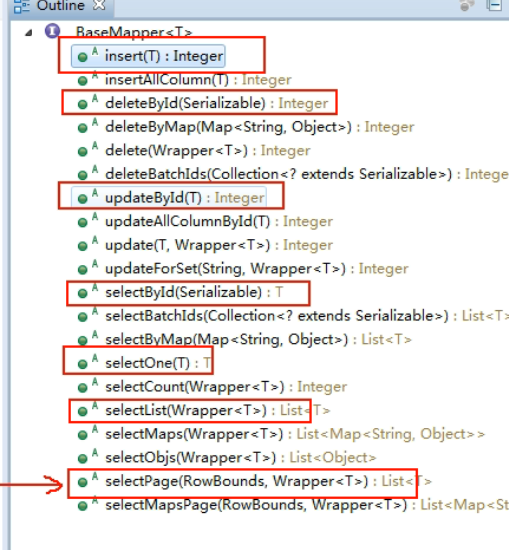 Outline
BaseMapper<T>
insert(T) : Integer
insertAllColumn(T) : Integer
deleteById(Serializable) : Integer
deleteByMap(Map<String, Object>) : Integer
delete(Wrapper<T>) : Integer
deleteBatchIds(Collection<? extends Serializable>) : Intege
updateById(T) : Integer
updateAllColumnById(T) : Integer
update(T, Wrapper<T>) : Integer
updateForSet(String, Wrapper<T>) : Integer
selectById(Serializable) : T
selectBatchIds(Collection<? extends Serializable>) : List<T>
selectByMap(Map<String, Object>) : List<T>
selectOne(T) : T
selectCount(Wrapper<T>) : Integer
selectList(Wrapper<T>) : List<T>
selectMaps(Wrapper<T>) : List<Map<String, Object>>
selectObjs(Wrapper<T>) : List<Object>
selectPage(RowBounds, Wrapper<T>) : List<T>
selectMapsPage(RowBounds, Wrapper<T>) : List<Map<St